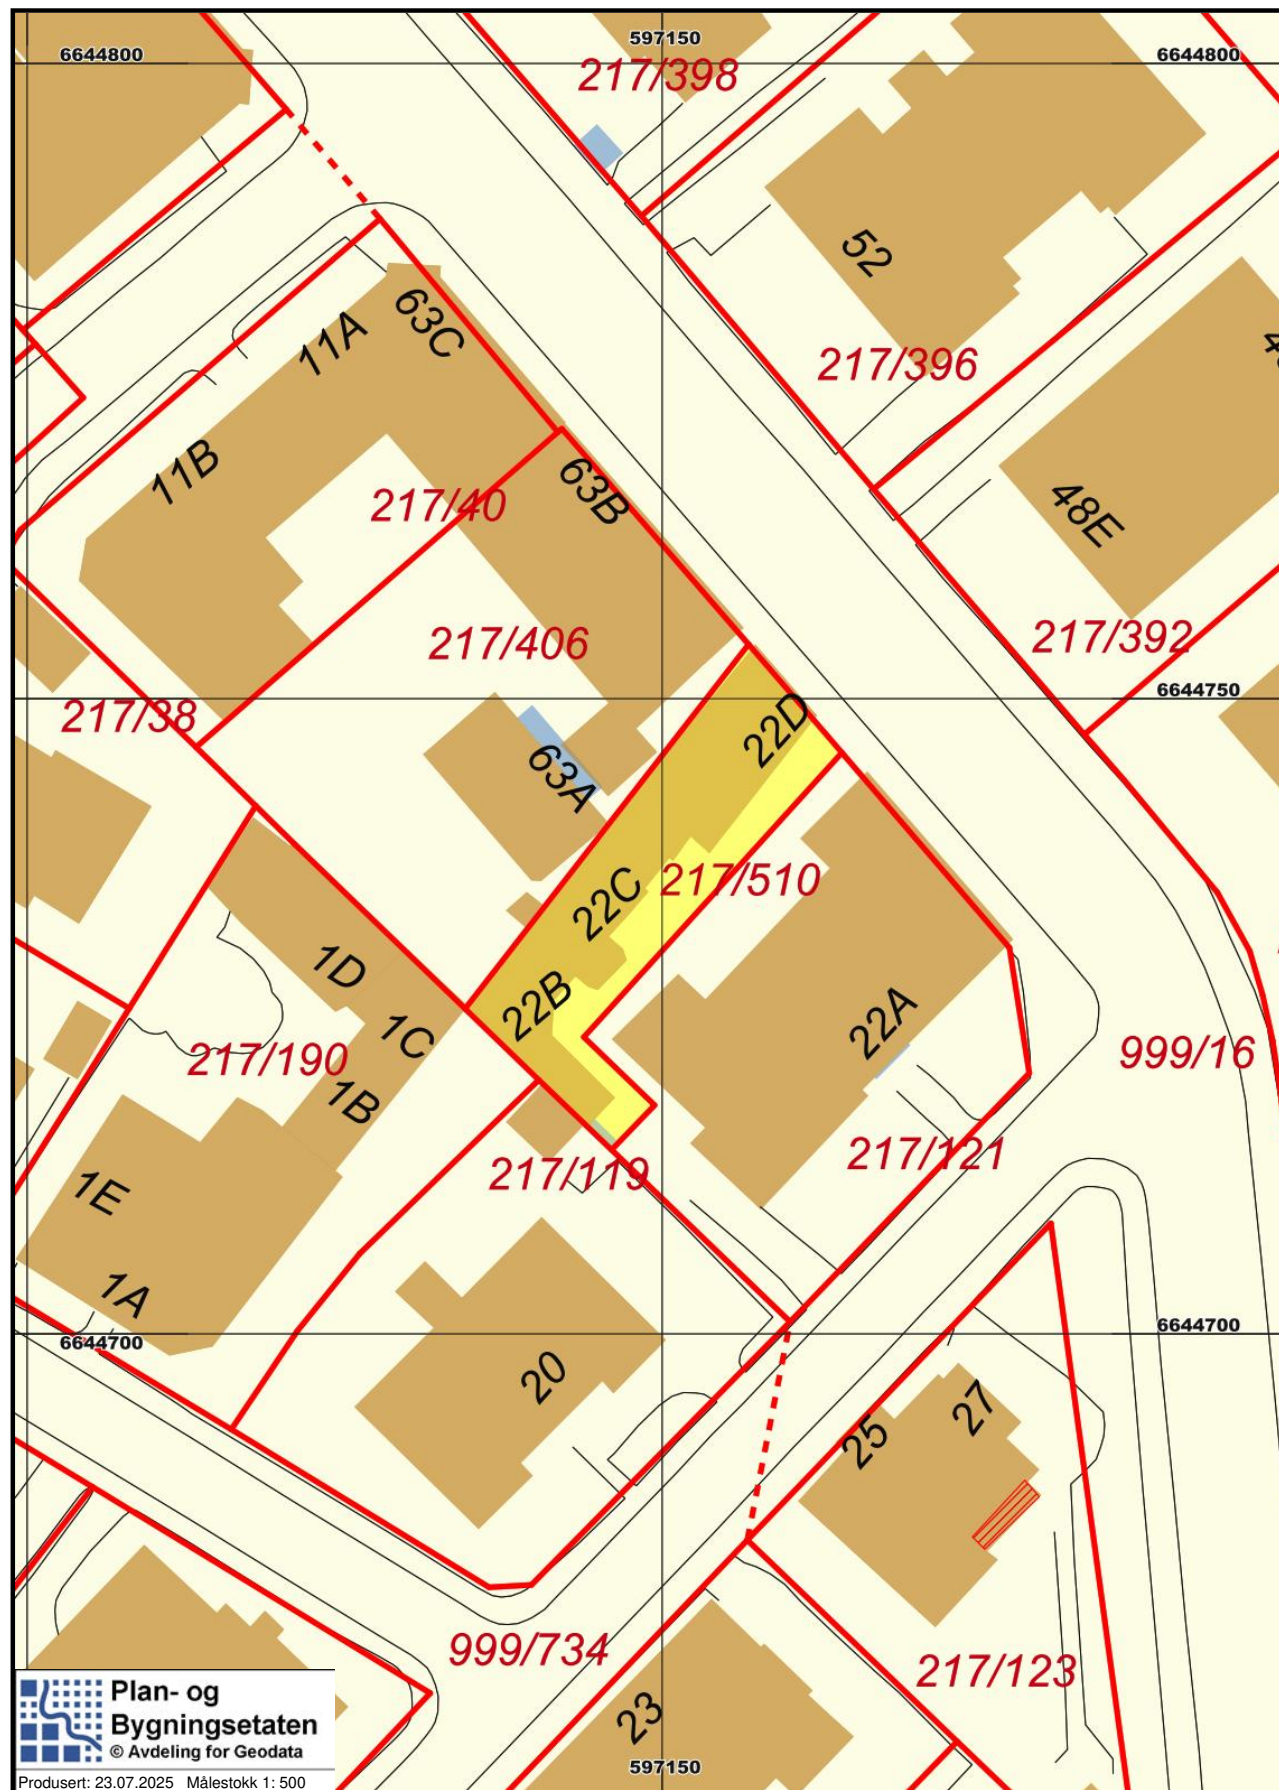 597150
6644800
6644800
217/398
52
63C
11A
217/396
11B
63B
217/40
48E
217/392
217/406
6644750
217/38
22D
63A
217/510
22C
1D
22B
22A
1C
999/16
217/190
1B
217/121
217/119
1E
1A
6644700
6644700
20
27
25
999/734
217/123
23
Plan- og
Bygningsetaten
© Avdeling for Geodata
597150
Produsert: 23.07.2025 Målestokk 1: 500